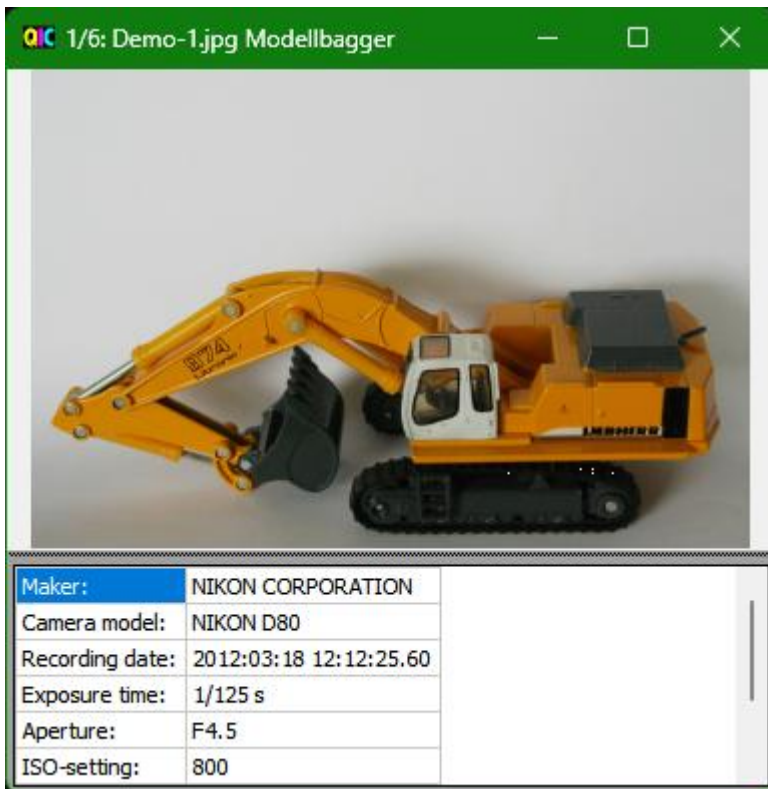 QIC 1/6: Demo-1.jpg Modellbagger
974
LIEBHERR
Maker: NIKON CORPORATION
Camera model: NIKON D80
Recording date: 2012:03:18 12:12:25.60
Exposure time: 1/125 s
Aperture: F4.5
ISO-setting: 800